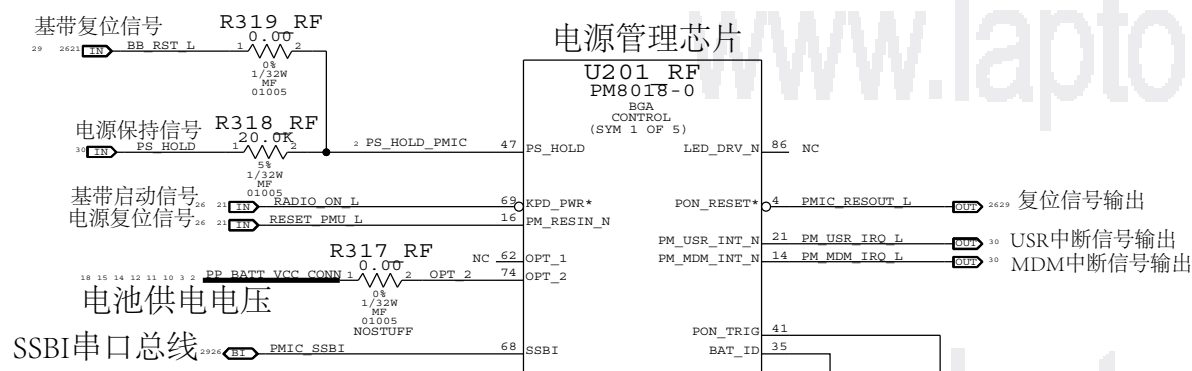 www.lapto
基带复位信号
29 2621 IN BB_RST_L
R319_RF
0.00
1 2
0%
1/32W
MF
01005
电源保持信号
30 IN PS_HOLD
R318_RF
20.0K
1 2
5%
1/32W
MF
01005
2 PS_HOLD_PMIC 47 PS_HOLD
基带启动信号 26 21 IN RADIO_ON_L 69 KPD_PWR*
电源复位信号 26 21 IN RESET_PMU_L 16 PM_RESIN_N
R317_RF
0.00
NC 62 OPT_1
18 15 14 12 11 10 3 2 PP_BATT_VCC_CONN 1 2 OPT_2 74 OPT_2
0%
1/32W
MF
01005
NOSTUFF
电池供电电压
SSBI串口总线 2926 BI PMIC_SSBI 68 SSBI
电源管理芯片
U201_RF
PM8018-0
BGA
CONTROL
(SYM 1 OF 5)
LED_DRV_N 86 NC
PON_RESET* 4 PMIC_RESOUT_L OUT 2629 复位信号输出
PM_USR_INT_N 21 PM_USR_IRQ_L OUT 30 USR中断信号输出
PM_MDM_INT_N 14 PM_MDM_IRQ_L OUT 30 MDM中断信号输出
PON_TRIG 41
BAT_ID 35